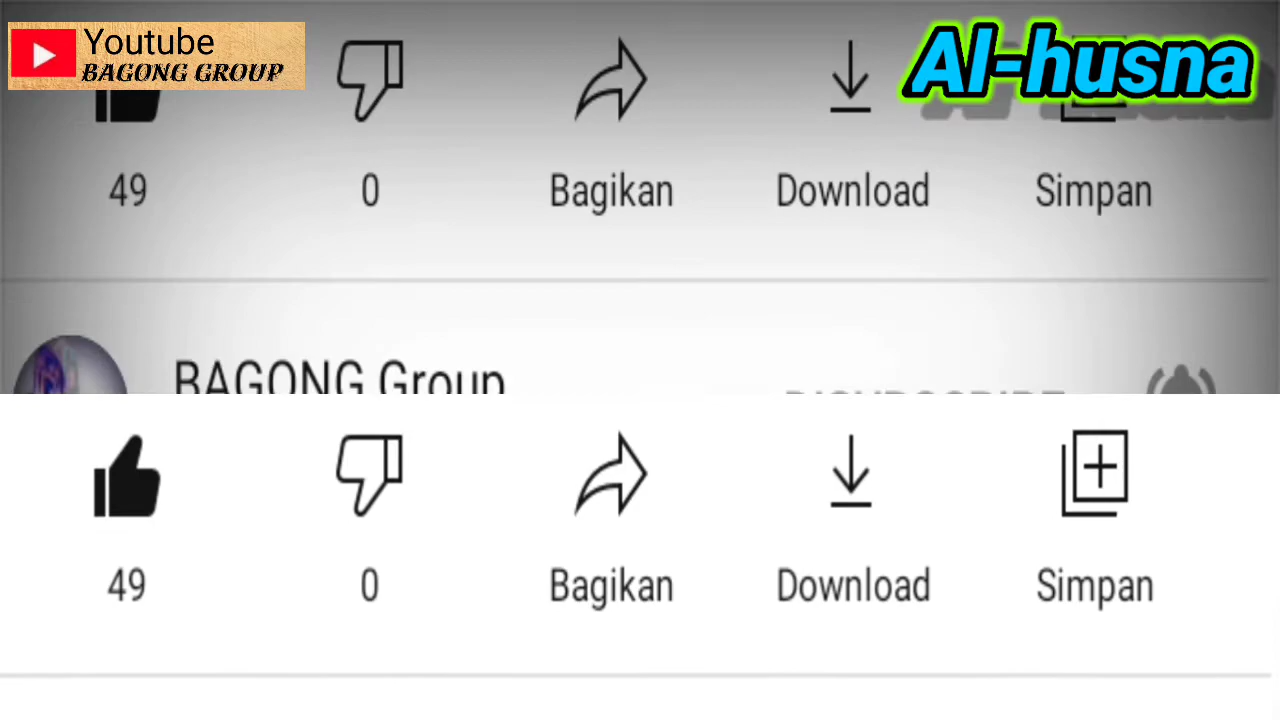 Youtube
BAGONG GROUP
Al-husna
49 0 Bagikan Download Simpan
BAGONG Group
49 0 Bagikan Download Simpan